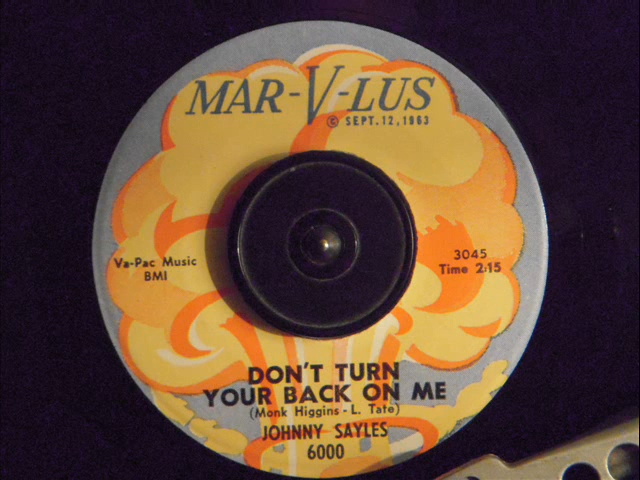 MAR-V-LUS
© SEPT. 12, 1963
Va-Pac Music
BMI
3045
Time 2:15
DON'T TURN
YOUR BACK ON ME
(Monk Higgins - L. Tate)
JOHNNY SAYLES
6000